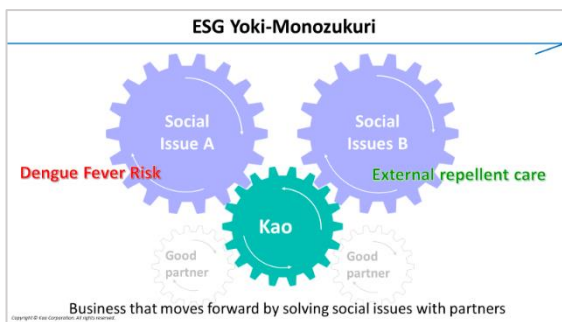 ESG Yoki-Monozukuri
Social
Issue A
Social
Issues B
Dengue Fever Risk
External repellent care
Kao
Good
partner
Good
partner
Business that moves forward by solving social issues with partners
Copyright © Kao Corporation. All rights reserved.